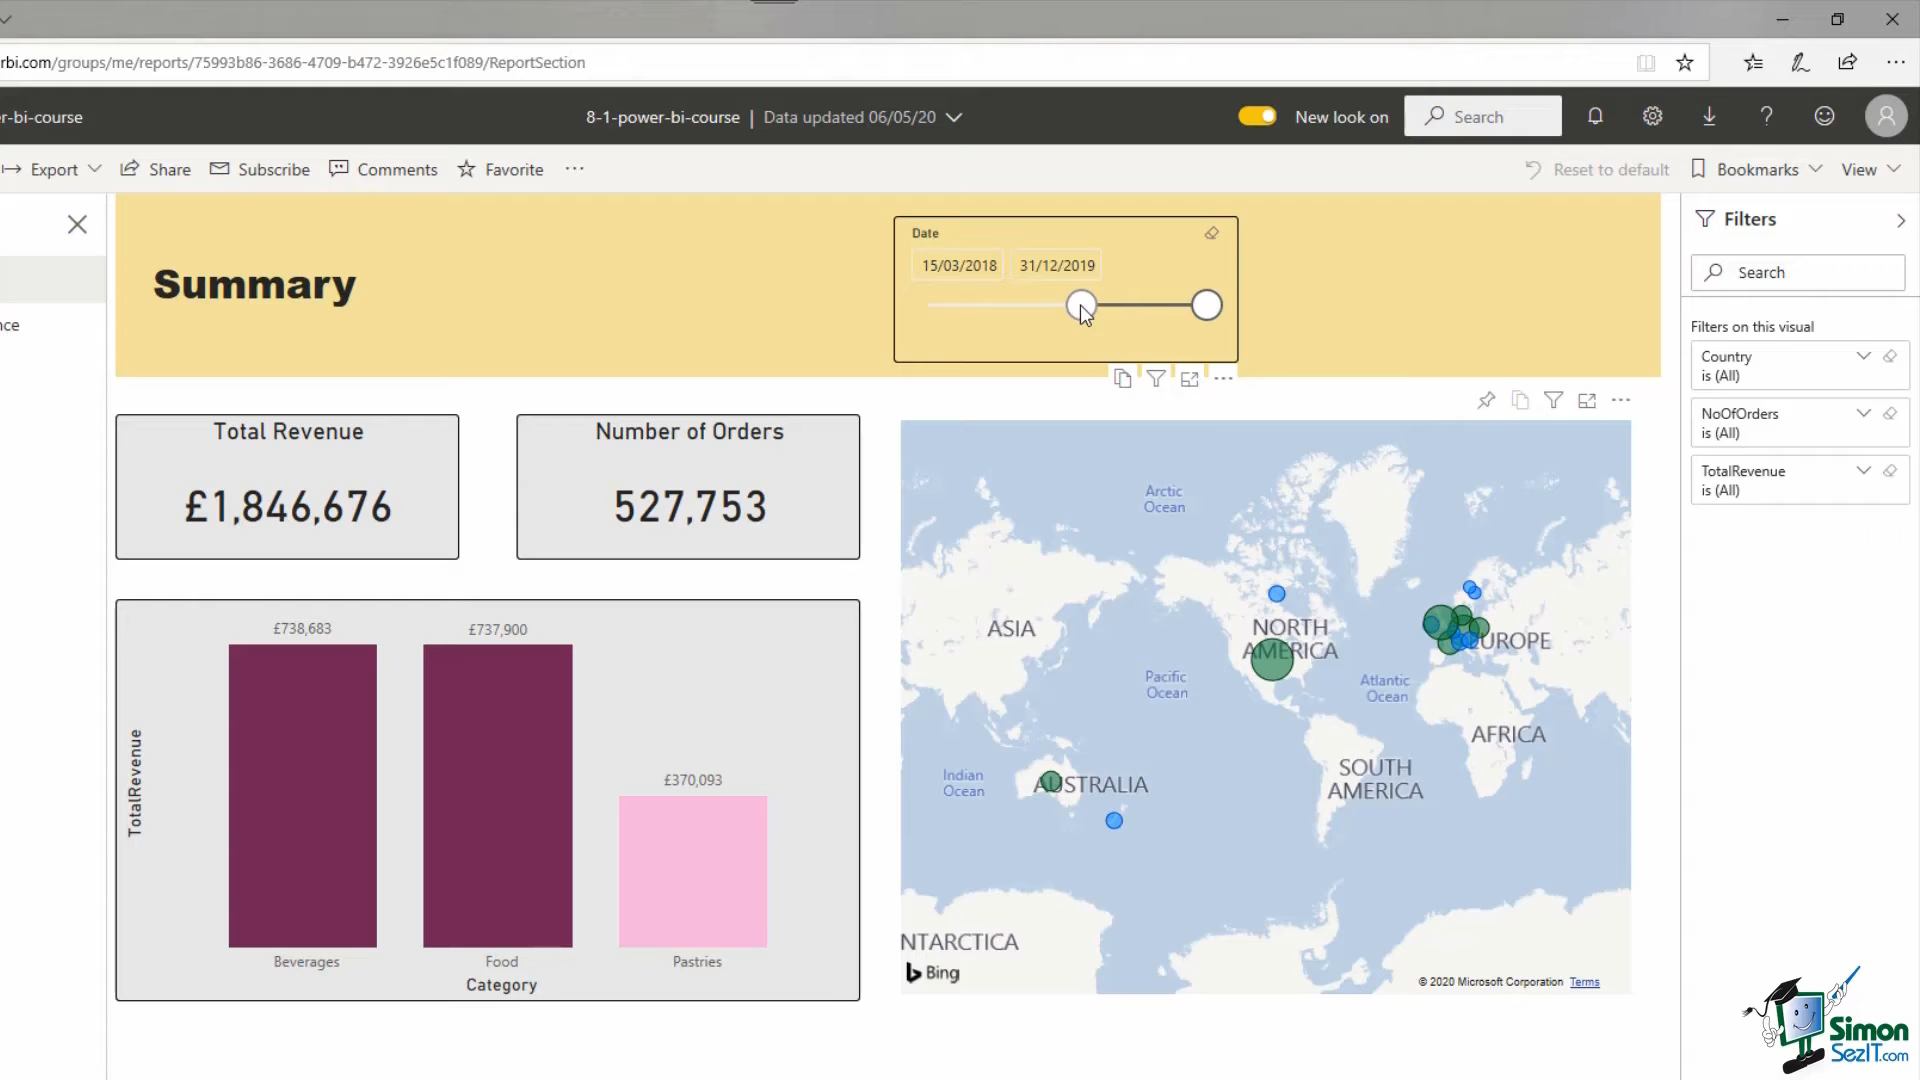 rbi.com/groups/me/reports/75993b86-3686-4709-b472-3926e5c1f089/ReportSection
r-bi-course
8-1-power-bi-course | Data updated 06/05/20
New look on
Search
Export
Share
Subscribe
Comments
Favorite
Reset to default
Bookmarks
View
nce
Summary
Date
15/03/2018 31/12/2019
Filters
Search
Filters on this visual
Country
is (All)
NoOfOrders
is (All)
TotalRevenue
is (All)
Total Revenue
£1,846,676
Number of Orders
527,753
£738,683
£737,900
£370,093
TotalRevenue
Beverages
Food
Pastries
Category
Arctic
Ocean
ASIA
NORTH
AMERICA
EUROPE
Pacific
Ocean
Atlantic
Ocean
AFRICA
Indian
Ocean
AUSTRALIA
SOUTH
AMERICA
NTARCTICA
Bing
© 2020 Microsoft Corporation Terms
Simon
SezIT.com